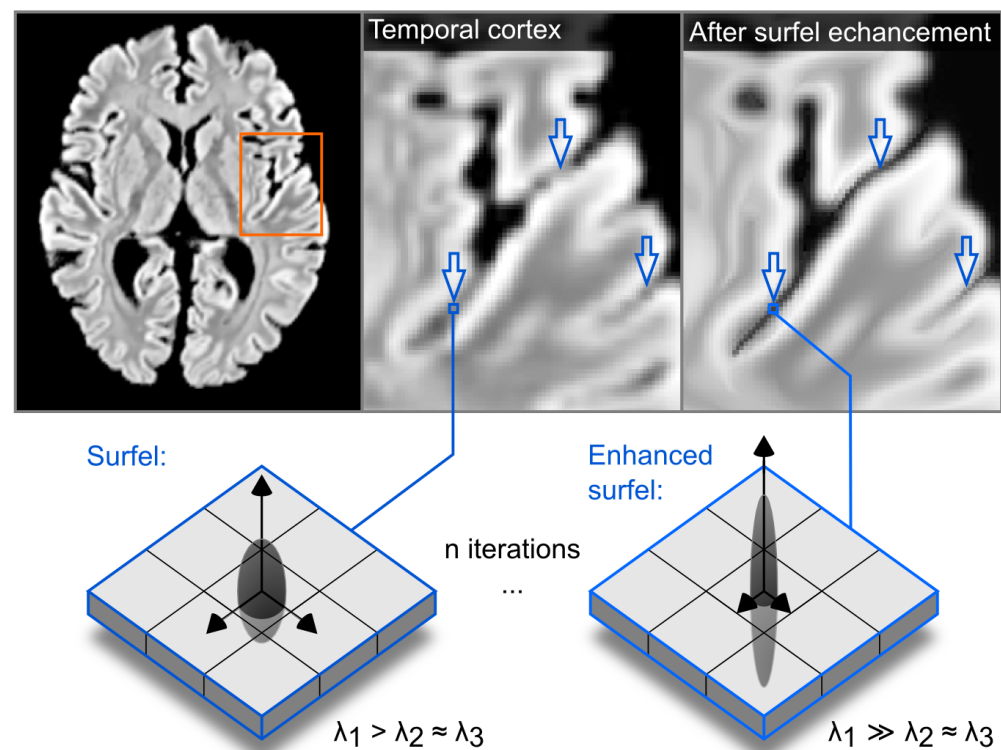 Temporal cortex
After surfel echancement
Surfel:
Enhanced
surfel:
n iterations
...
λ1 > λ2 ≈ λ3
λ1 ≫ λ2 ≈ λ3